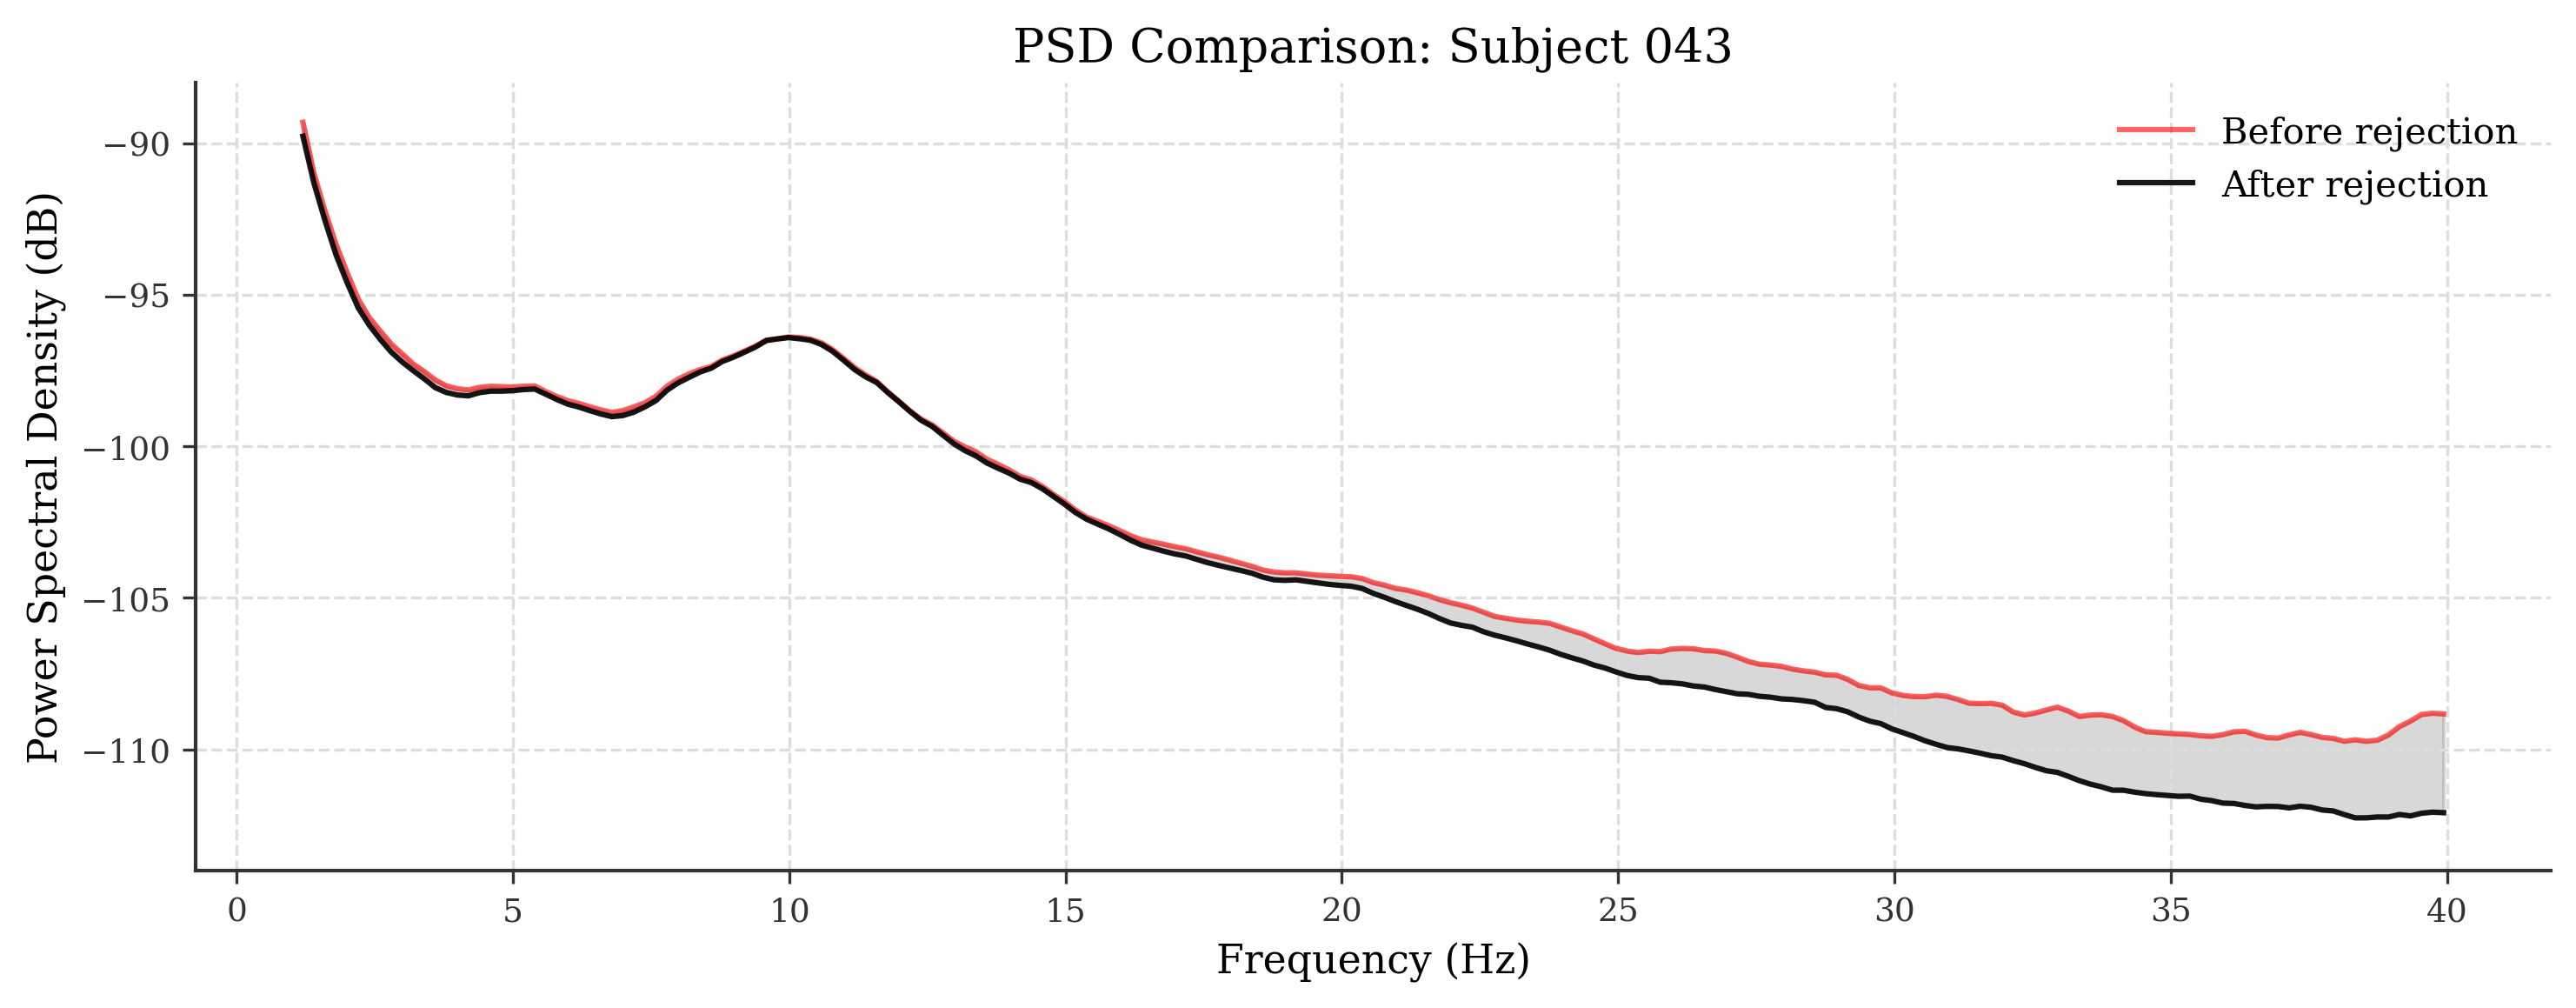 PSD Comparison: Subject 043
Before rejection
After rejection
Power Spectral Density (dB)
−90
−95
−100
−105
−110
0 5 10 15 20 25 30 35 40
Frequency (Hz)